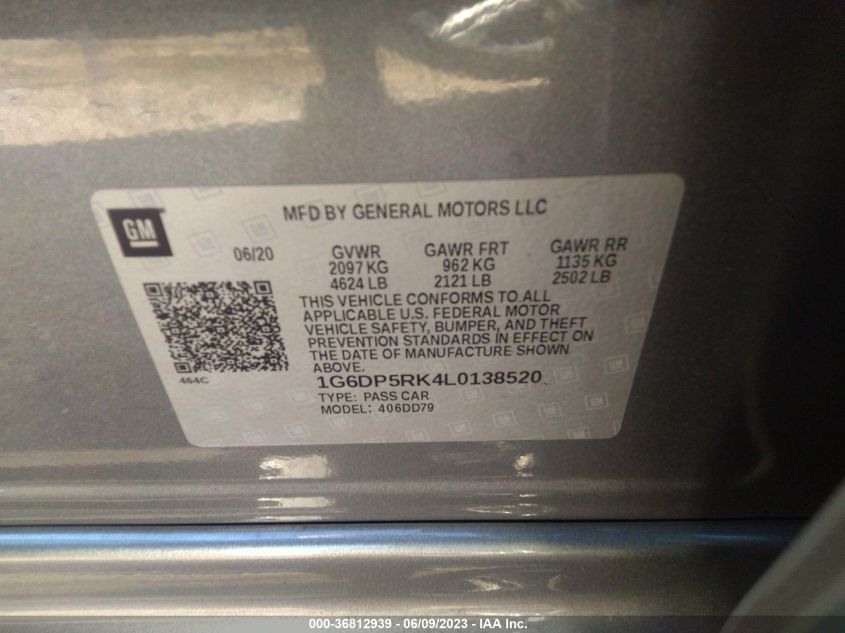 GM
MFD BY GENERAL MOTORS LLC
06/20
GVWR GAWR FRT GAWR RR
2097 KG 962 KG 1135 KG
4624 LB 2121 LB 2502 LB
THIS VEHICLE CONFORMS TO ALL
APPLICABLE U.S. FEDERAL MOTOR
VEHICLE SAFETY, BUMPER, AND THEFT
PREVENTION STANDARDS IN EFFECT ON
THE DATE OF MANUFACTURE SHOWN
ABOVE.
464C
1G6DP5RK4L0138520
TYPE: PASS CAR
MODEL: 406DD79
000-36812939 - 06/09/2023 - IAA Inc.